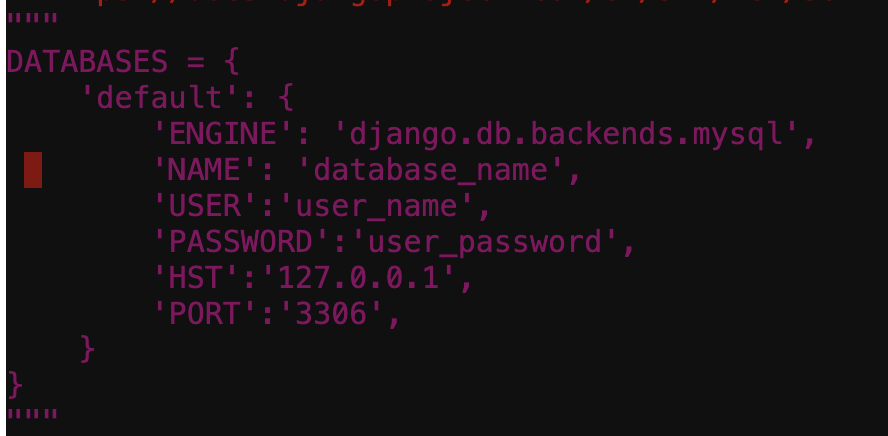 """
DATABASES = {
    'default': {
        'ENGINE': 'django.db.backends.mysql',
        'NAME': 'database_name',
        'USER':'user_name',
        'PASSWORD':'user_password',
        'HST':'127.0.0.1',
        'PORT':'3306',
    }
}
"""